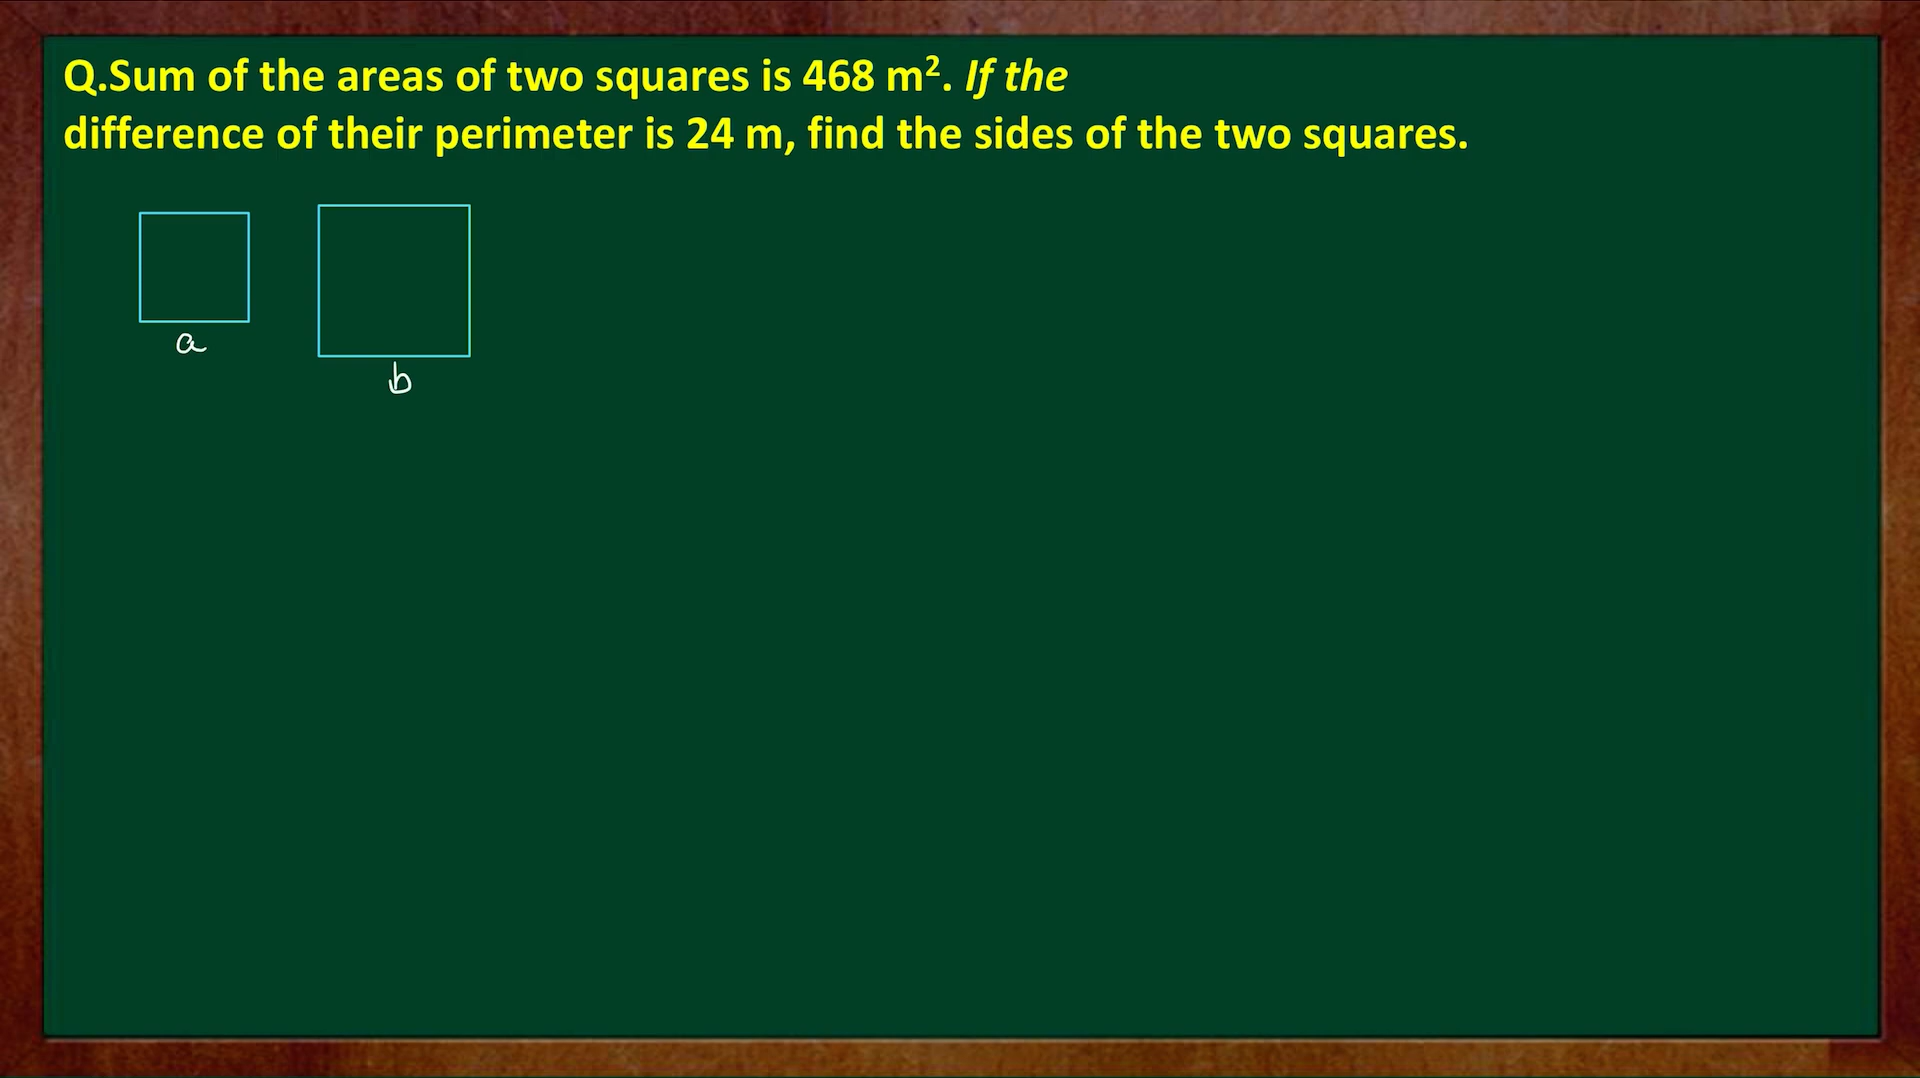 Q.Sum of the areas of two squares is 468 m². If the
difference of their perimeter is 24 m, find the sides of the two squares.
a
b